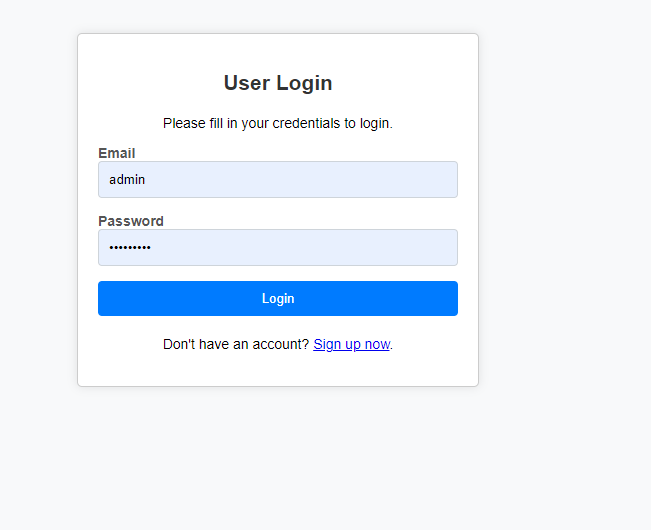 User Login
Please fill in your credentials to login.
Email
admin
Password
•••••••••
Login
Don't have an account? Sign up now.